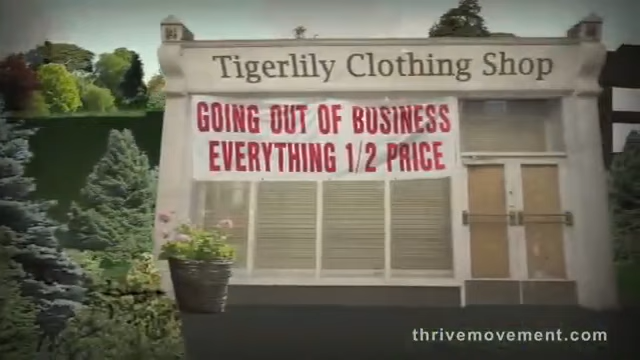 Tigerlily Clothing Shop
GOING OUT OF BUSINESS
EVERYTHING 1/2 PRICE
thrivemovement.com